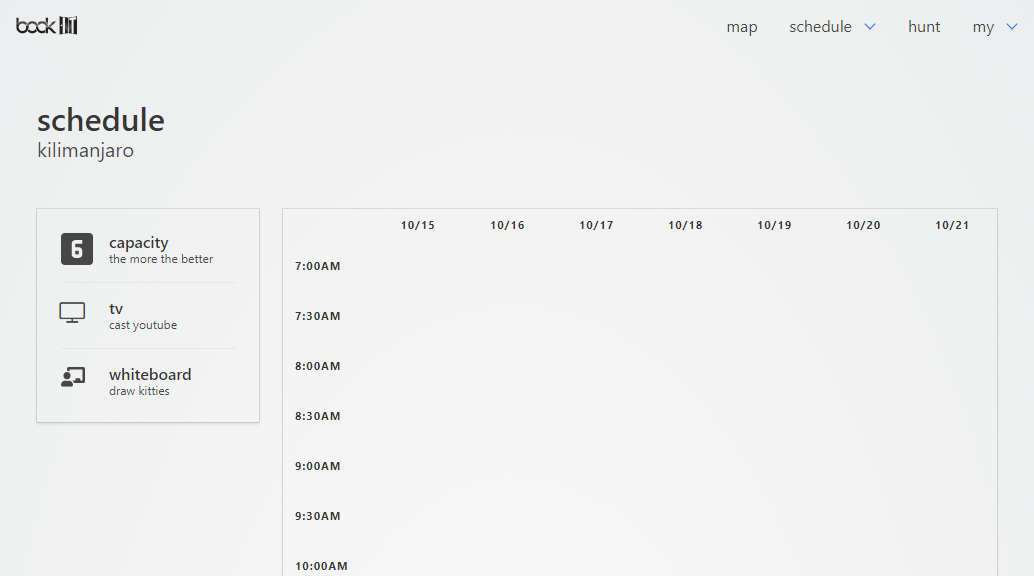 book
map schedule hunt my
schedule
kilimanjaro
6
capacity
the more the better
tv
cast youtube
whiteboard
draw kitties
10/15 10/16 10/17 10/18 10/19 10/20 10/21
7:00AM
7:30AM
8:00AM
8:30AM
9:00AM
9:30AM
10:00AM